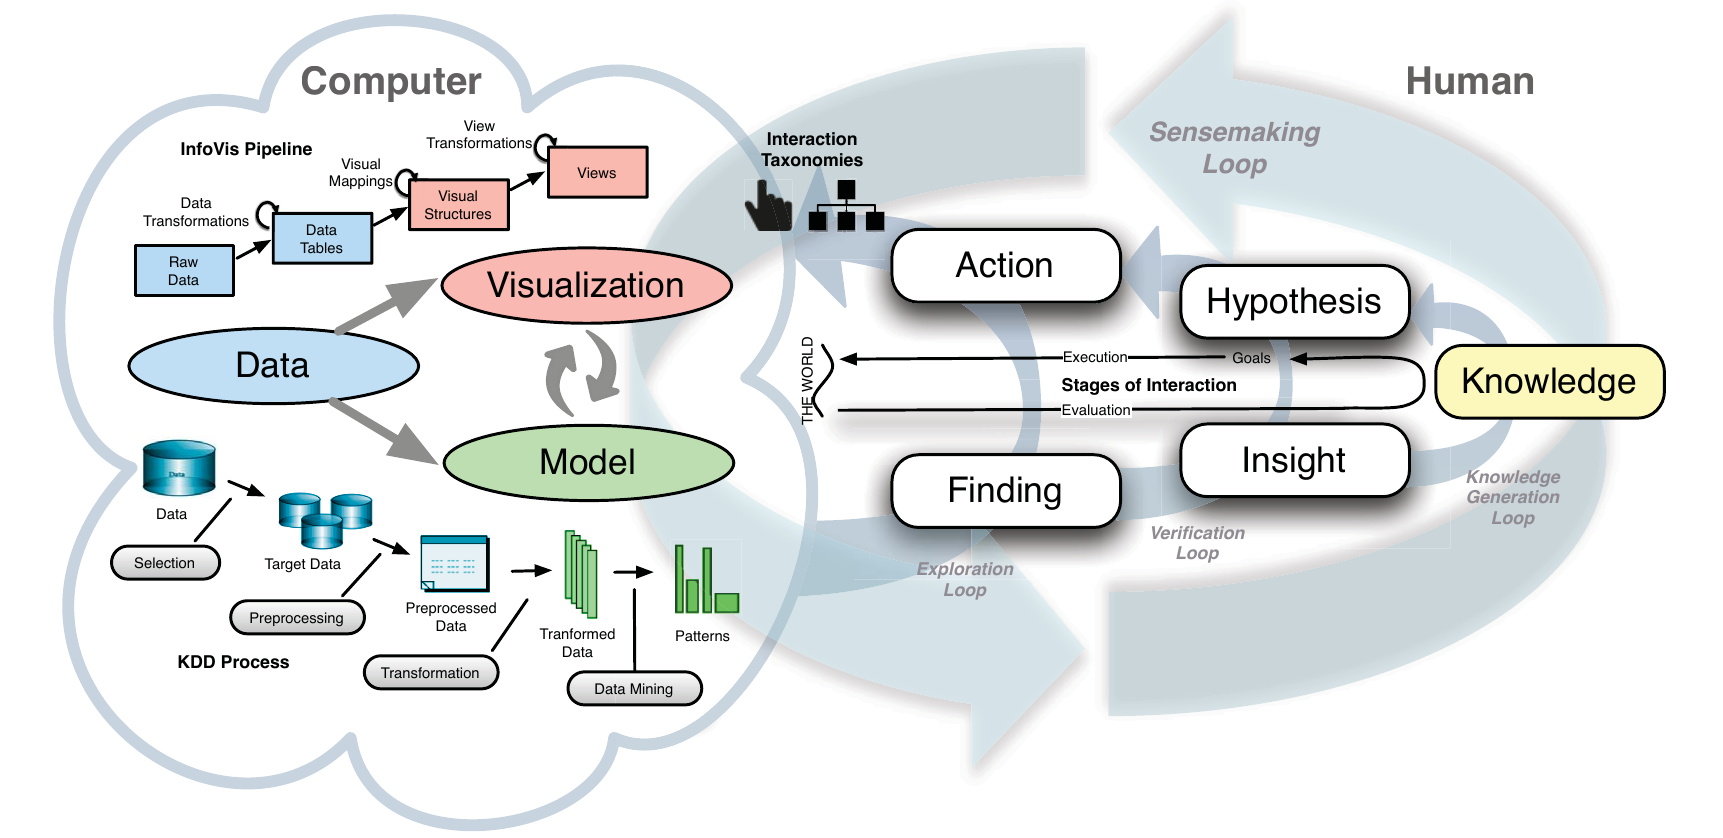 Computer
Human
InfoVis Pipeline
Data
Transformations
Raw
Data
Data
Tables
Visual
Mappings
Visual
Structures
View
Transformations
Views
Interaction
Taxonomies
Sensemaking
Loop
Visualization
Data
Model
Action
Hypothesis
Knowledge
THE WORLD
Execution
Goals
Stages of Interaction
Evaluation
Finding
Insight
Exploration
Loop
Verification
Loop
Knowledge
Generation
Loop
Data
Data
Selection
Target Data
Preprocessing
Preprocessed
Data
Transformation
Tranformed
Data
Data Mining
Patterns
KDD Process